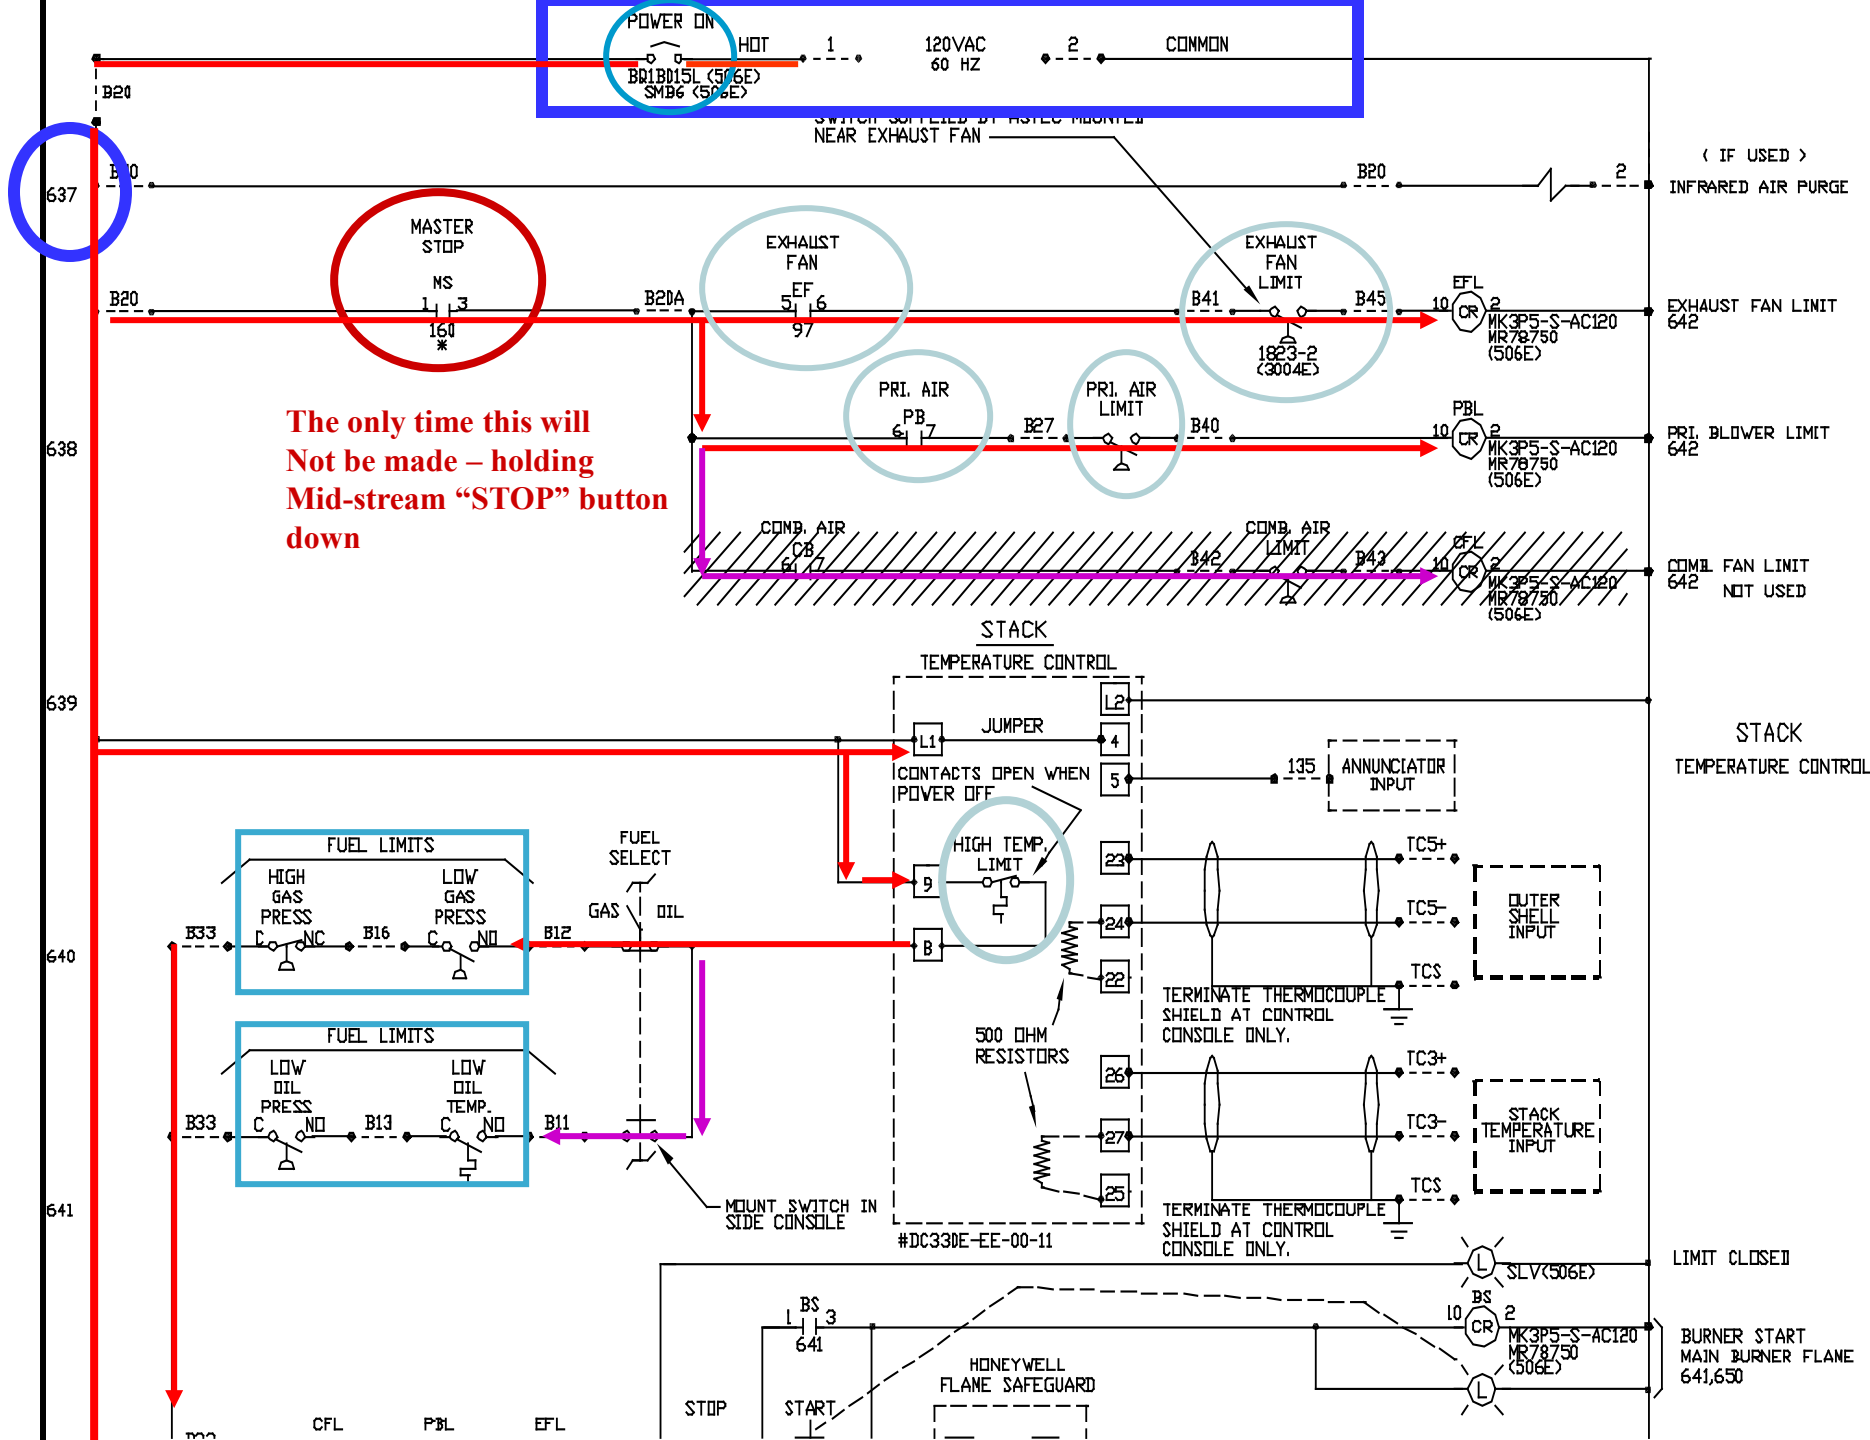 POWER ON
HOT
1
120VAC
60 HZ
2
COMMON
BQ1B015L (506E)
SMB6 (506E)
B20
NEAR EXHAUST FAN
637
B20
2
( IF USED )
INFRARED AIR PURGE
MASTER
STOP
MS
1 3
160
*
B20
B20A
EXHAUST
FAN
EF
5 6
97
B41
EXHAUST
FAN
LIMIT
B45
1823-2
(3004E)
EFL
10 2
CR
MK3P5-S-AC120
MR78750
(506E)
EXHAUST FAN LIMIT
642
The only time this will
Not be made – holding
Mid-stream “STOP” button
down
638
PRI. AIR
PB
6 7
B27
PRI. AIR
LIMIT
B40
PBL
10 2
CR
MK3P5-S-AC120
MR78750
(506E)
PRI. BLOWER LIMIT
642
COMB. AIR
CB
6 7
B42
COMB. AIR
LIMIT
B43
CFL
10 2
CR
MK3P5-S-AC120
MR78750
(506E)
FAN LIMIT
642
NOT USED
639
STACK
TEMPERATURE CONTROL
L2
L1
JUMPER
4
5
135
ANNUNCIATOR
INPUT
STACK
TEMPERATURE CONTROL
CONTACTS OPEN WHEN
POWER OFF
HIGH TEMP.
LIMIT
9
B
23
24
22
TC5+
TC5-
TCS
OUTER
SHELL
INPUT
640
FUEL LIMITS
HIGH
GAS
PRESS
LOW
GAS
PRESS
B33
C NC
B16
C NO
B12
FUEL
SELECT
GAS OIL
TERMINATE THERMOCOUPLE
SHIELD AT CONTROL
CONSOLE ONLY.
500 OHM
RESISTORS
FUEL LIMITS
LOW
OIL
PRESS
LOW
OIL
TEMP.
B33
C NO
B13
C NO
B11
26
27
25
TC3+
TC3-
TCS
STACK
TEMPERATURE
INPUT
641
MOUNT SWITCH IN
SIDE CONSOLE
#DC330E-EE-00-11
TERMINATE THERMOCOUPLE
SHIELD AT CONTROL
CONSOLE ONLY.
L
SLV(506E)
LIMIT CLOSED
BS
1 3
641
BS
10 2
CR
MK3P5-S-AC120
MR78750
(506E)
L
BURNER START
MAIN BURNER FLAME
641,650
HONEYWELL
FLAME SAFEGUARD
STOP
START
CFL
PBL
EFL